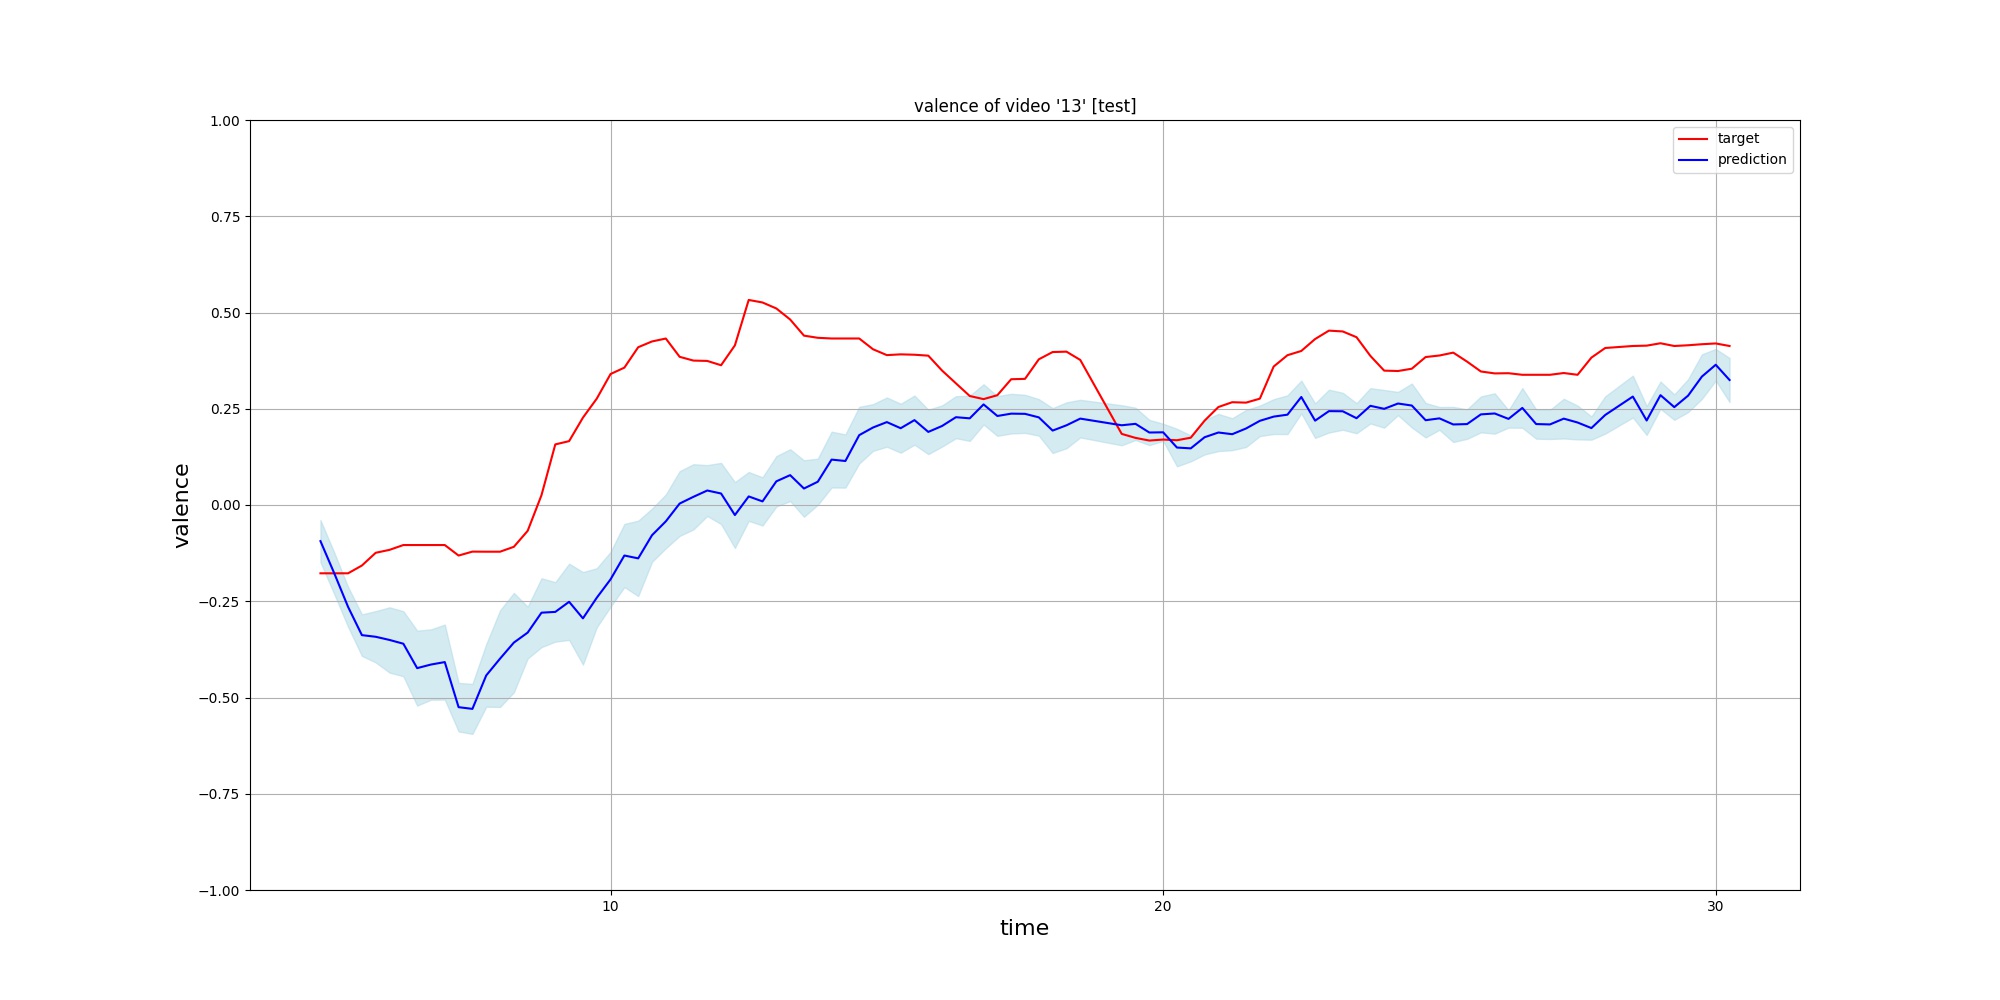 valence of video '13' [test]
target
prediction
1.00
0.75
0.50
0.25
0.00
−0.25
−0.50
−0.75
−1.00
valence
10 20 30
time